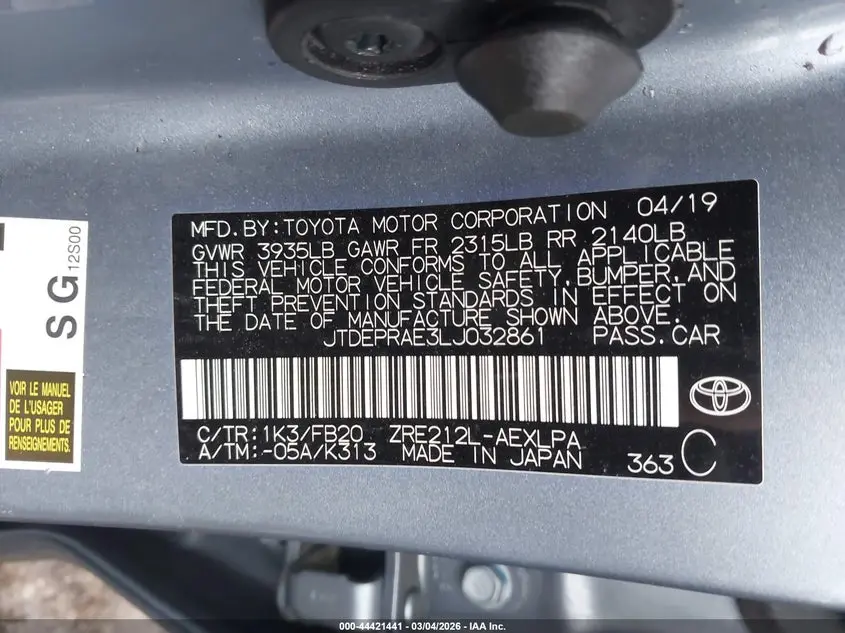 MFD. BY: TOYOTA MOTOR CORPORATION 04/19
GVWR 3935LB GAWR FR 2315LB RR 2140LB
THIS VEHICLE CONFORMS TO ALL APPLICABLE
FEDERAL MOTOR VEHICLE SAFETY, BUMPER, AND
THEFT PREVENTION STANDARDS IN EFFECT ON
THE DATE OF MANUFACTURE SHOWN ABOVE.
JTDEPRAE3LJ032861 PASS. CAR
C/TR: 1K3/FB20 ZRE212L-AEXLPA
A/TM: -05A/K313 MADE IN JAPAN 363 C
SG 12S00
VOIR LE MANUEL
DE L'USAGER
POUR PLUS DE
RENSEIGNEMENTS.
000-44421441 - 03/04/2026 - IAA Inc.